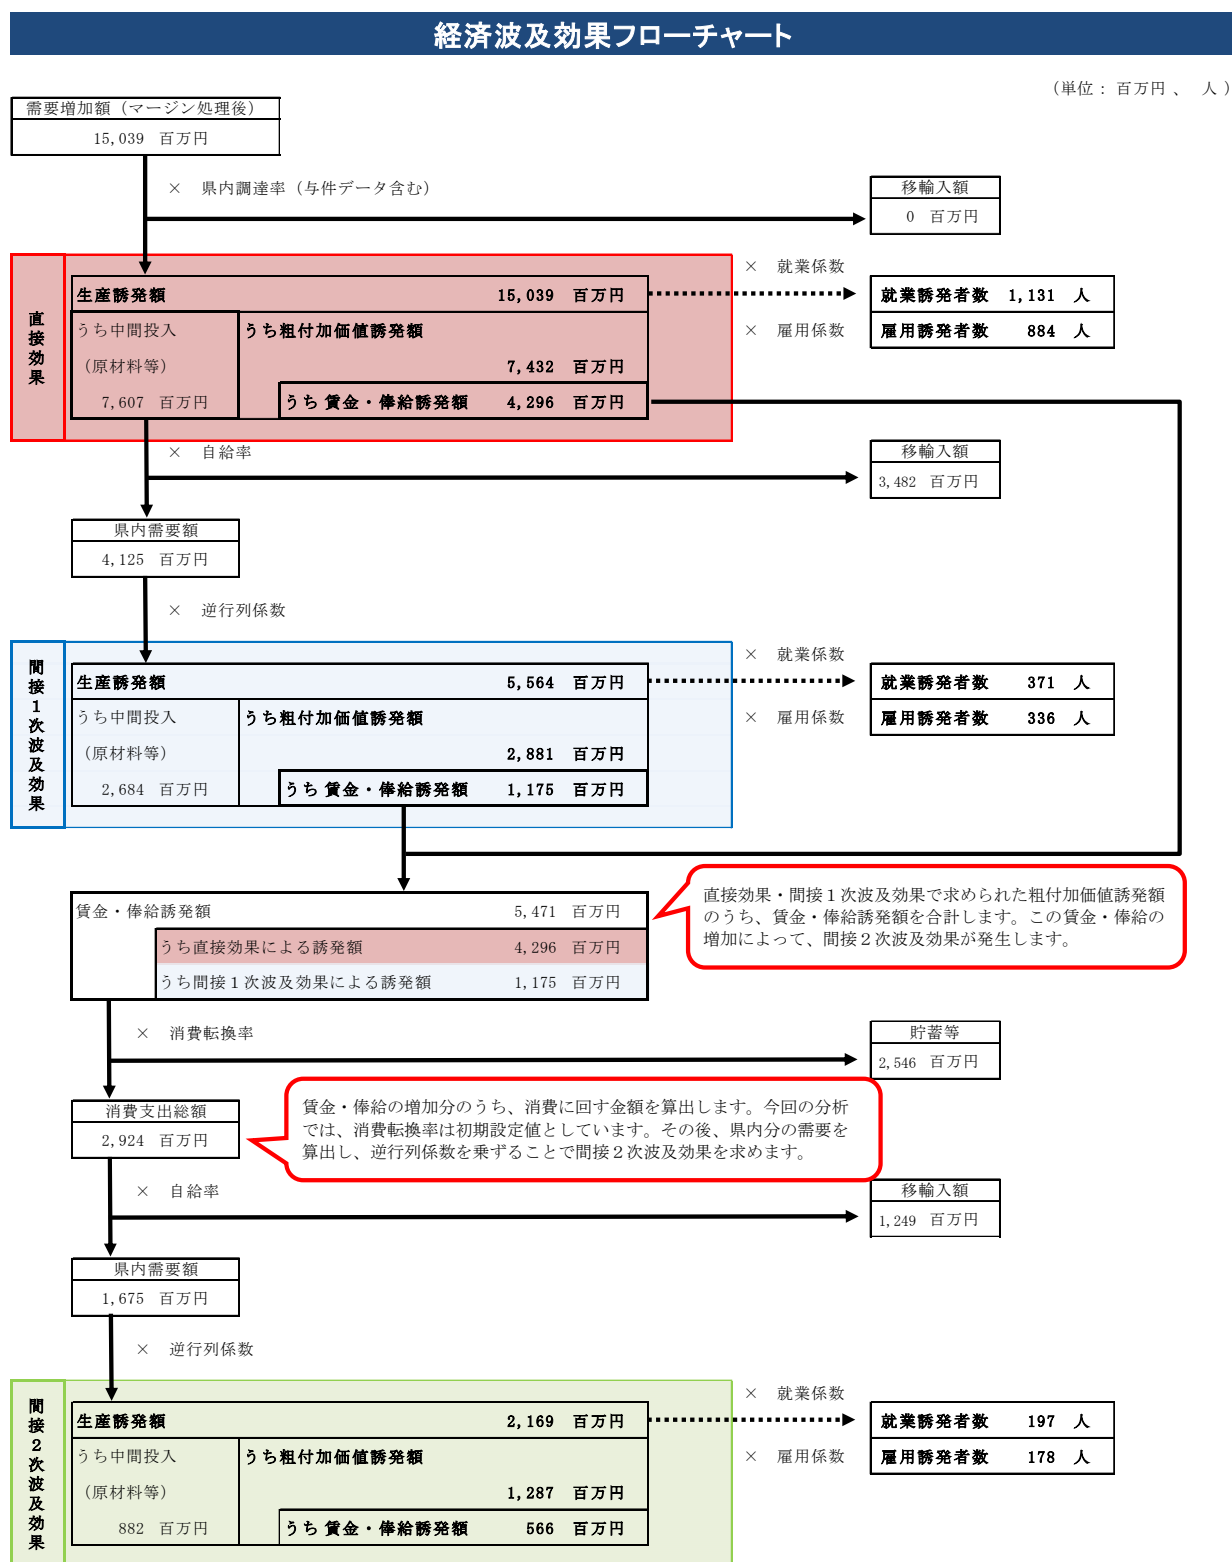 経済波及効果フローチャート
（単位：百万円、人）
需要増加額（マージン処理後）
15,039 百万円
× 県内調達率（与件データ含む）
移輸入額
0 百万円
直接効果
× 就業係数
生産誘発額 15,039 百万円
就業誘発者数 1,131 人
うち中間投入 うち粗付加価値誘発額
× 雇用係数
雇用誘発者数 884 人
（原材料等） 7,432 百万円
7,607 百万円 うち賃金・俸給誘発額 4,296 百万円
× 自給率
移輸入額
3,482 百万円
県内需要額
4,125 百万円
× 逆行列係数
間接１次波及効果
× 就業係数
生産誘発額 5,564 百万円
就業誘発者数 371 人
うち中間投入 うち粗付加価値誘発額
× 雇用係数
雇用誘発者数 336 人
（原材料等） 2,881 百万円
2,684 百万円 うち賃金・俸給誘発額 1,175 百万円
賃金・俸給誘発額 5,471 百万円
うち直接効果による誘発額 4,296 百万円
うち間接１次波及効果による誘発額 1,175 百万円
直接効果・間接１次波及効果で求められた粗付加価値誘発額
のうち、賃金・俸給誘発額を合計します。この賃金・俸給の
増加によって、間接２次波及効果が発生します。
× 消費転換率
貯蓄等
2,546 百万円
消費支出総額
2,924 百万円
賃金・俸給の増加分のうち、消費に回す金額を算出します。今回の分析
では、消費転換率は初期設定値としています。その後、県内分の需要を
算出し、逆行列係数を乗ずることで間接２次波及効果を求めます。
× 自給率
移輸入額
1,249 百万円
県内需要額
1,675 百万円
× 逆行列係数
間接２次波及効果
× 就業係数
生産誘発額 2,169 百万円
就業誘発者数 197 人
うち中間投入 うち粗付加価値誘発額
× 雇用係数
雇用誘発者数 178 人
（原材料等） 1,287 百万円
882 百万円 うち賃金・俸給誘発額 566 百万円